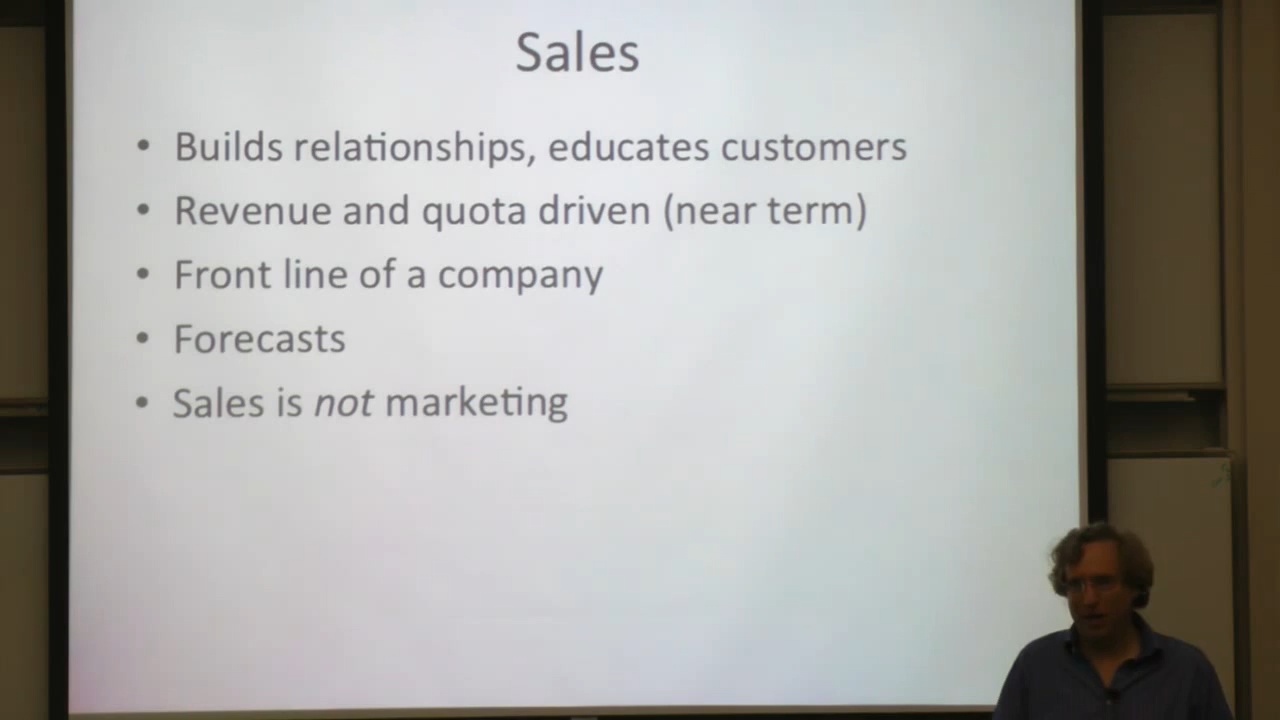 Sales
• Builds relationships, educates customers
• Revenue and quota driven (near term)
• Front line of a company
• Forecasts
• Sales is not marketing